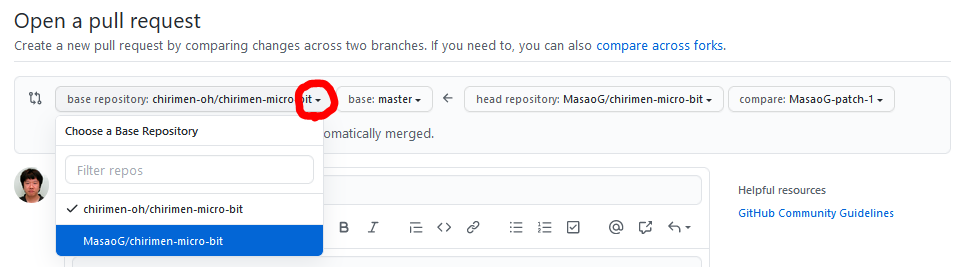 Open a pull request
Create a new pull request by comparing changes across two branches. If you need to, you can also compare across forks.
base repository: chirimen-oh/chirimen-micro-bit base: master ← head repository: MasaoG/chirimen-micro-bit compare: MasaoG-patch-1
Choose a Base Repository
omatically merged.
Filter repos
Helpful resources
chirimen-oh/chirimen-micro-bit
GitHub Community Guidelines
B I
MasaoG/chirimen-micro-bit